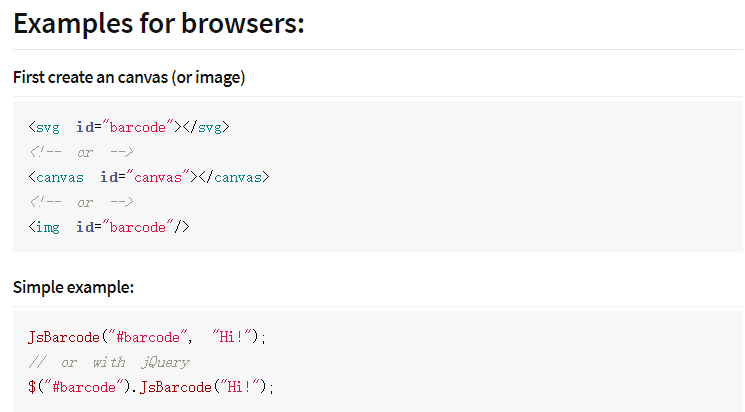 Examples for browsers:
First create an canvas (or image)
<svg id="barcode"></svg>
<!-- or -->
<canvas id="canvas"></canvas>
<!-- or -->
<img id="barcode"/>
Simple example:
JsBarcode("#barcode", "Hi!");
// or with jQuery
$("#barcode").JsBarcode("Hi!");